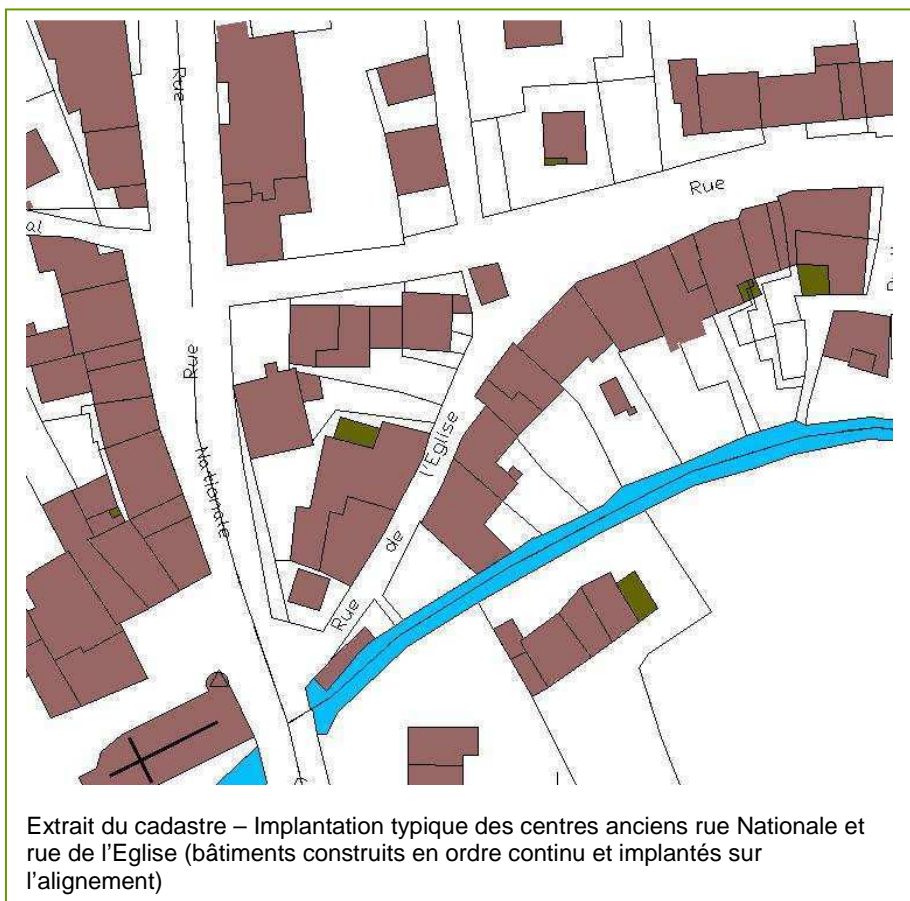 Rue
Rue
al
Rue
Nationale
l'Eglise
de
Rue
Extrait du cadastre – Implantation typique des centres anciens rue Nationale et
rue de l'Eglise (bâtiments construits en ordre continu et implantés sur
l'alignement)